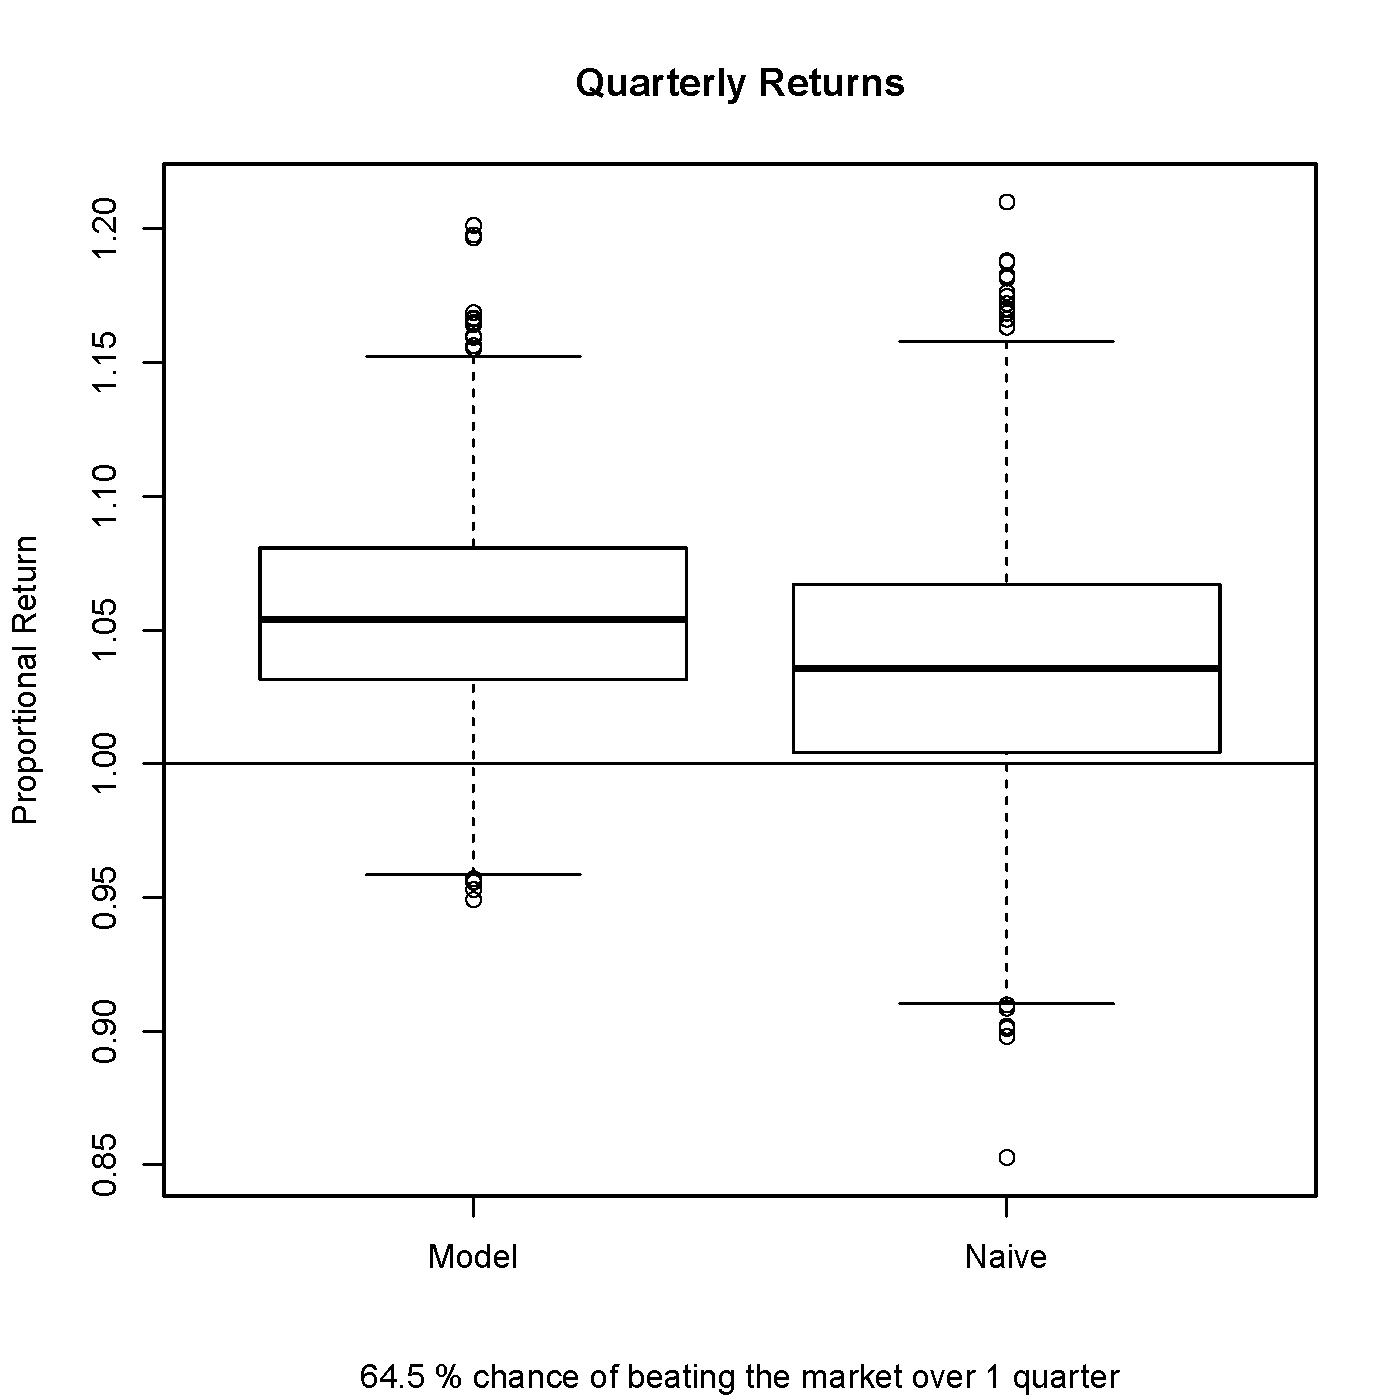 Quarterly Returns
Proportional Return
1.20
1.15
1.10
1.05
1.00
0.95
0.90
0.85
Model
Naive
64.5 % chance of beating the market over 1 quarter